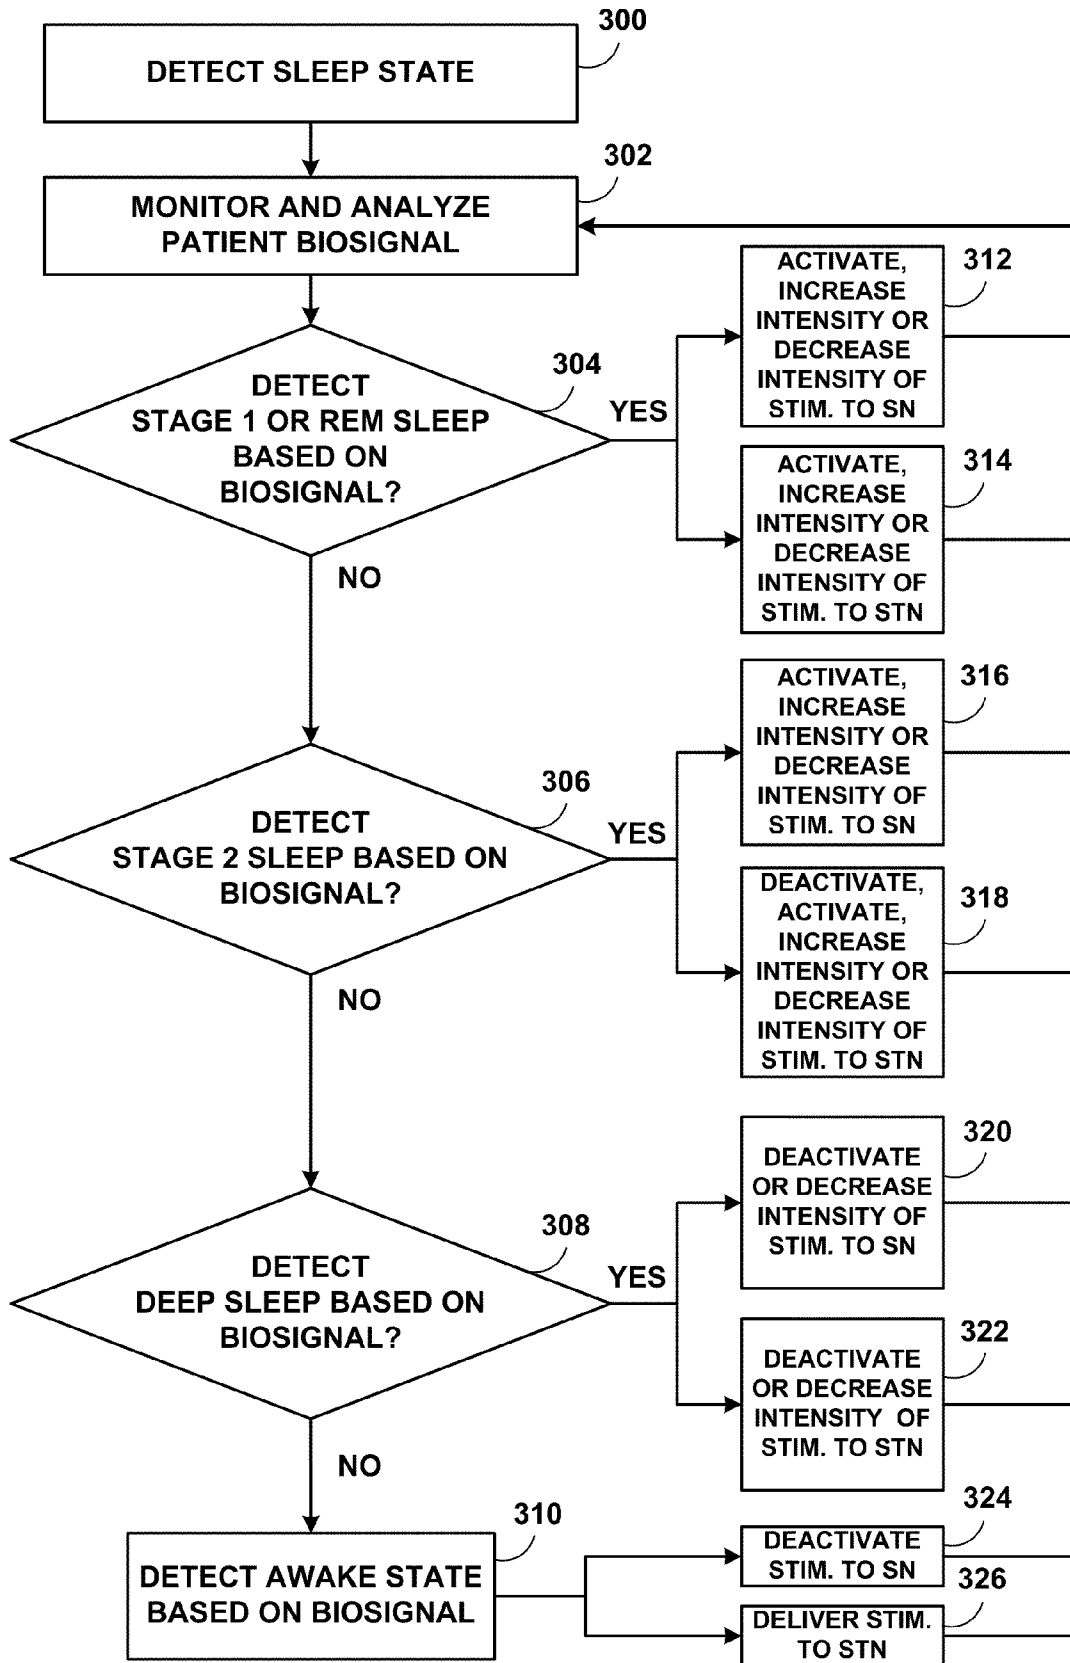 300
DETECT SLEEP STATE
302
MONITOR AND ANALYZE
PATIENT BIOSIGNAL
304
DETECT
STAGE 1 OR REM SLEEP
BASED ON
BIOSIGNAL?
YES
NO
312
ACTIVATE,
INCREASE
INTENSITY OR
DECREASE
INTENSITY OF
STIM. TO SN
314
ACTIVATE,
INCREASE
INTENSITY OR
DECREASE
INTENSITY OF
STIM. TO STN
306
DETECT
STAGE 2 SLEEP BASED ON
BIOSIGNAL?
YES
NO
316
ACTIVATE,
INCREASE
INTENSITY OR
DECREASE
INTENSITY OF
STIM. TO SN
318
DEACTIVATE,
ACTIVATE,
INCREASE
INTENSITY OR
DECREASE
INTENSITY OF
STIM. TO STN
308
DETECT
DEEP SLEEP BASED ON
BIOSIGNAL?
YES
NO
320
DEACTIVATE
OR DECREASE
INTENSITY OF
STIM. TO SN
322
DEACTIVATE
OR DECREASE
INTENSITY OF
STIM. TO STN
310
DETECT AWAKE STATE
BASED ON BIOSIGNAL
324
DEACTIVATE
STIM. TO SN
326
DELIVER STIM.
TO STN